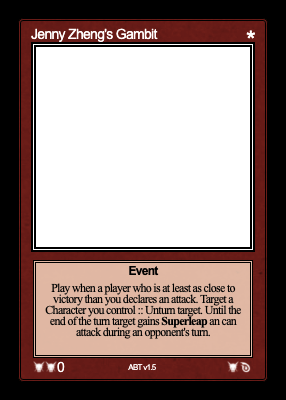 Jenny Zheng's Gambit *
Event
Play when a player who is at least as close to
victory than you declares an attack. Target a
Character you control :: Unturn target. Until the
end of the turn target gains Superleap an can
attack during an opponent's turn.
0 ABT v1.5